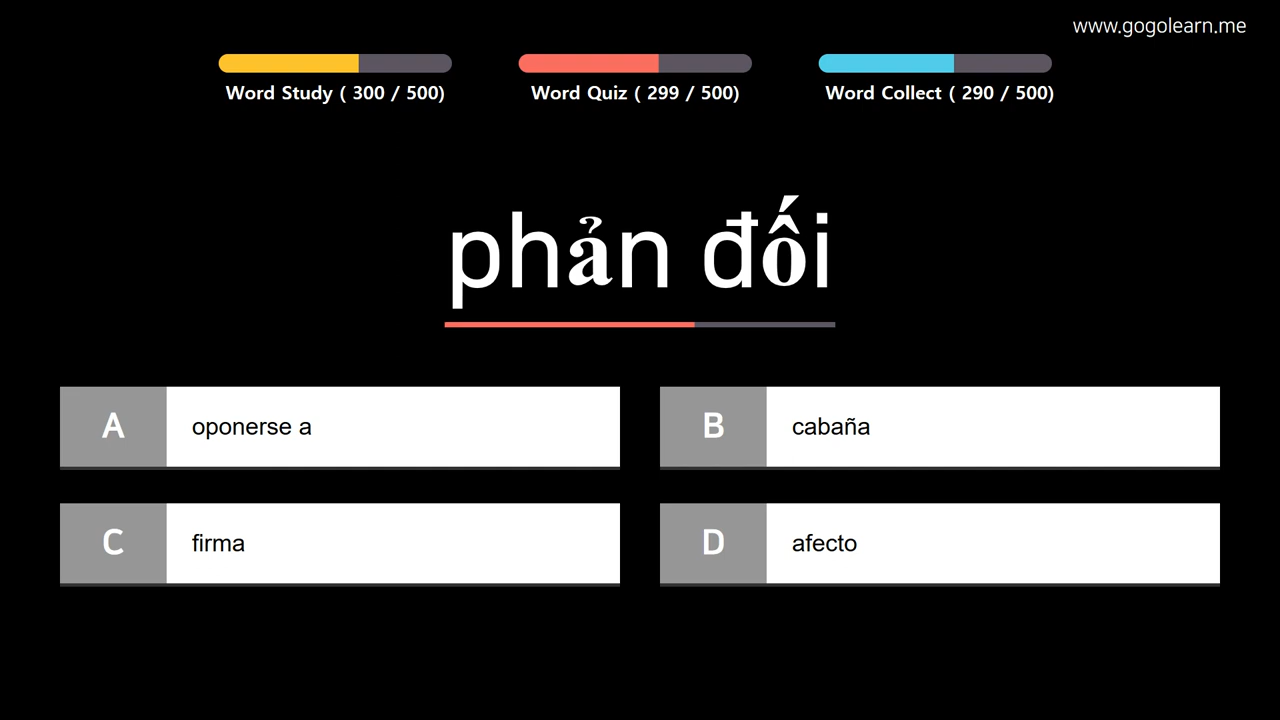 www.gogolearn.me
Word Study ( 300 / 500)
Word Quiz ( 299 / 500)
Word Collect ( 290 / 500)
phản đối
A oponerse a
B cabaña
C firma
D afecto